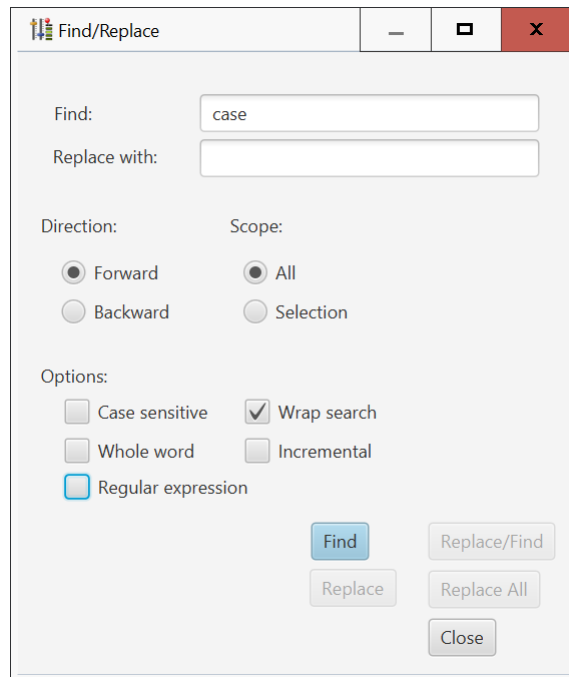 Find/Replace
Find: case
Replace with:
Direction: Scope:
Forward All
Backward Selection
Options:
Case sensitive Wrap search
Whole word Incremental
Regular expression
Find Replace/Find
Replace Replace All
Close